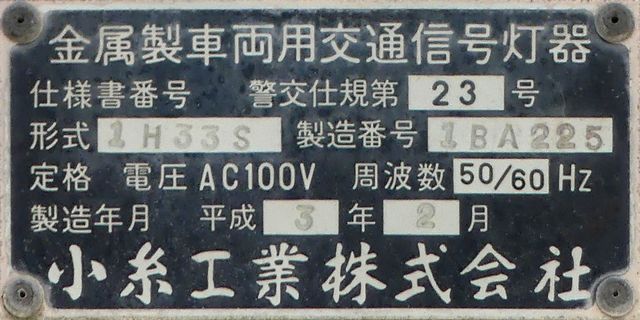 金属製車両用交通信号灯器
仕様書番号 警交仕規第 23 号
形式 1H33S 製造番号 1BA225
定格 電圧 AC100V 周波数 50/60 Hz
製造年月 平成 3 年 2 月
小糸工業株式会社